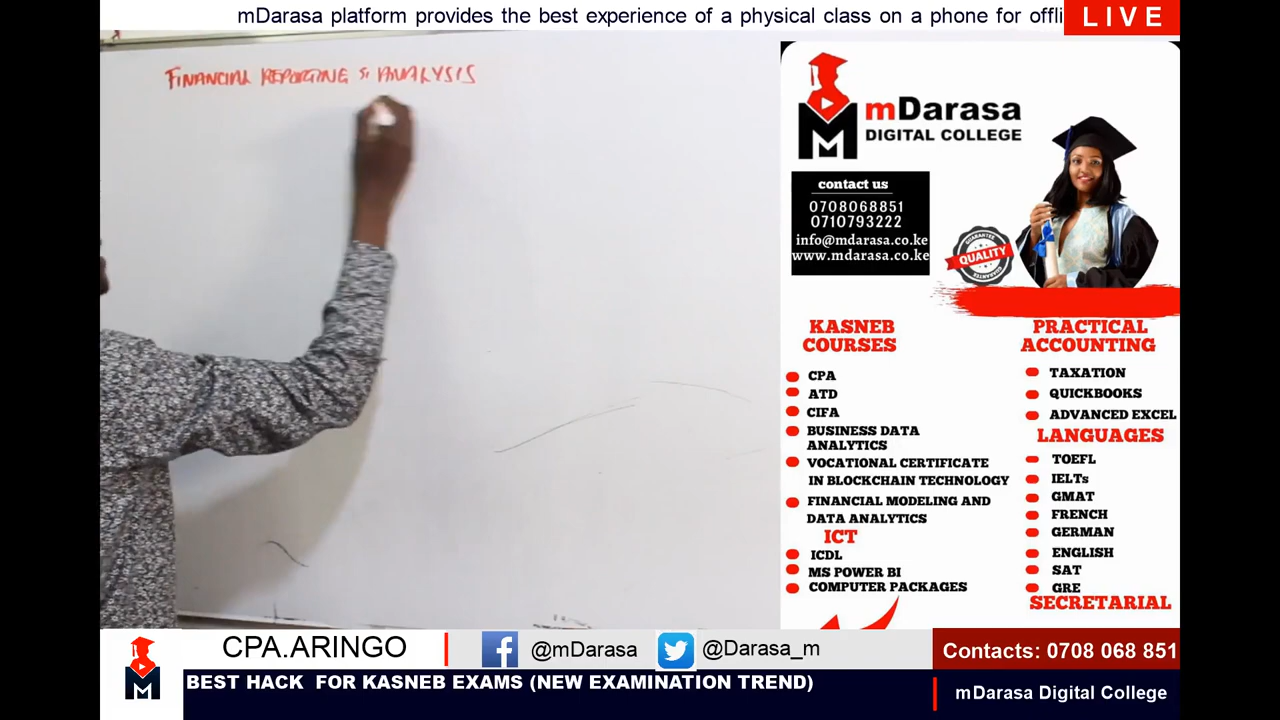 mDarasa platform provides the best experience of a physical class on a phone for offli
LIVE
FINANCIAL REPORTING & ANALYSIS
M
mDarasa
DIGITAL COLLEGE
contact us
0708068851
0710793222
info@mdarasa.co.ke
www.mdarasa.co.ke
GUARANTEE
QUALITY
GUARANTEE
KASNEB
COURSES
CPA
ATD
CIFA
BUSINESS DATA
ANALYTICS
VOCATIONAL CERTIFICATE
IN BLOCKCHAIN TECHNOLOGY
FINANCIAL MODELING AND
DATA ANALYTICS
ICT
ICDL
MS POWER BI
COMPUTER PACKAGES
PRACTICAL
ACCOUNTING
TAXATION
QUICKBOOKS
ADVANCED EXCEL
LANGUAGES
TOEFL
IELTs
GMAT
FRENCH
GERMAN
ENGLISH
SAT
GRE
SECRETARIAL
M
CPA.ARINGO
@mDarasa
@Darasa_m
Contacts: 0708 068 851
BEST HACK FOR KASNEB EXAMS (NEW EXAMINATION TREND)
mDarasa Digital College